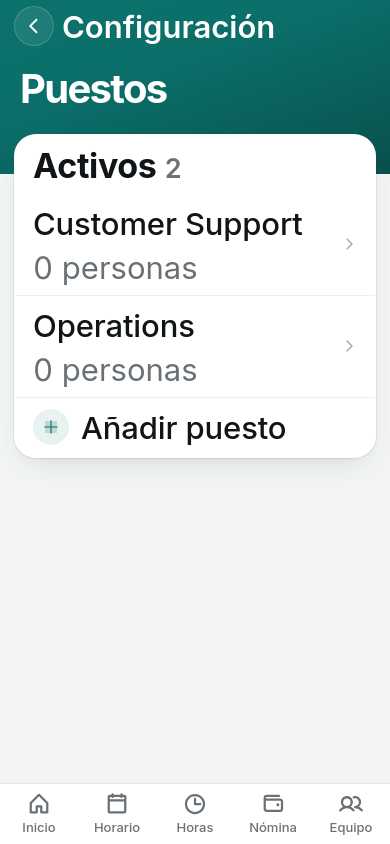 Configuración
Puestos
Activos 2
Customer Support
0 personas
Operations
0 personas
Añadir puesto
Inicio
Horario
Horas
Nómina
Equipo